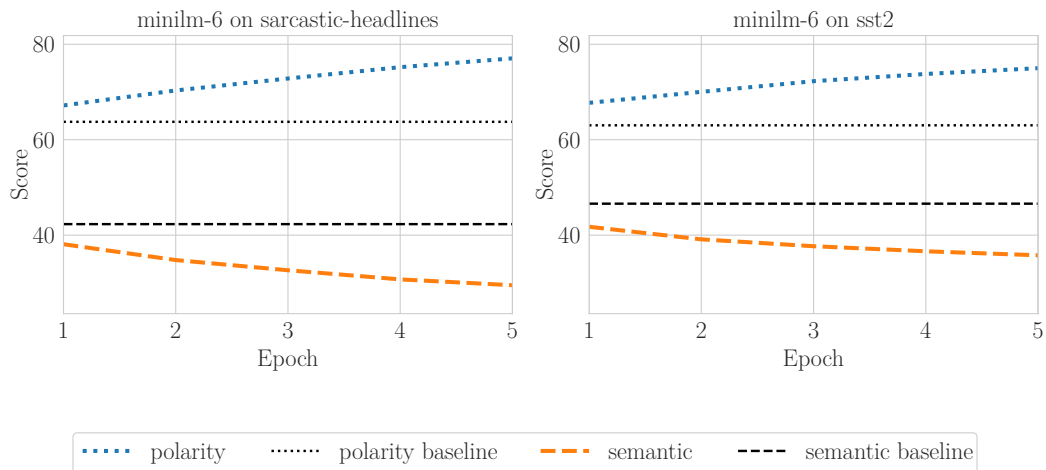 minilm-6 on sarcastic-headlines
80
60
40
Score
1 2 3 4 5
Epoch
minilm-6 on sst2
80
60
40
Score
1 2 3 4 5
Epoch
polarity polarity baseline semantic semantic baseline